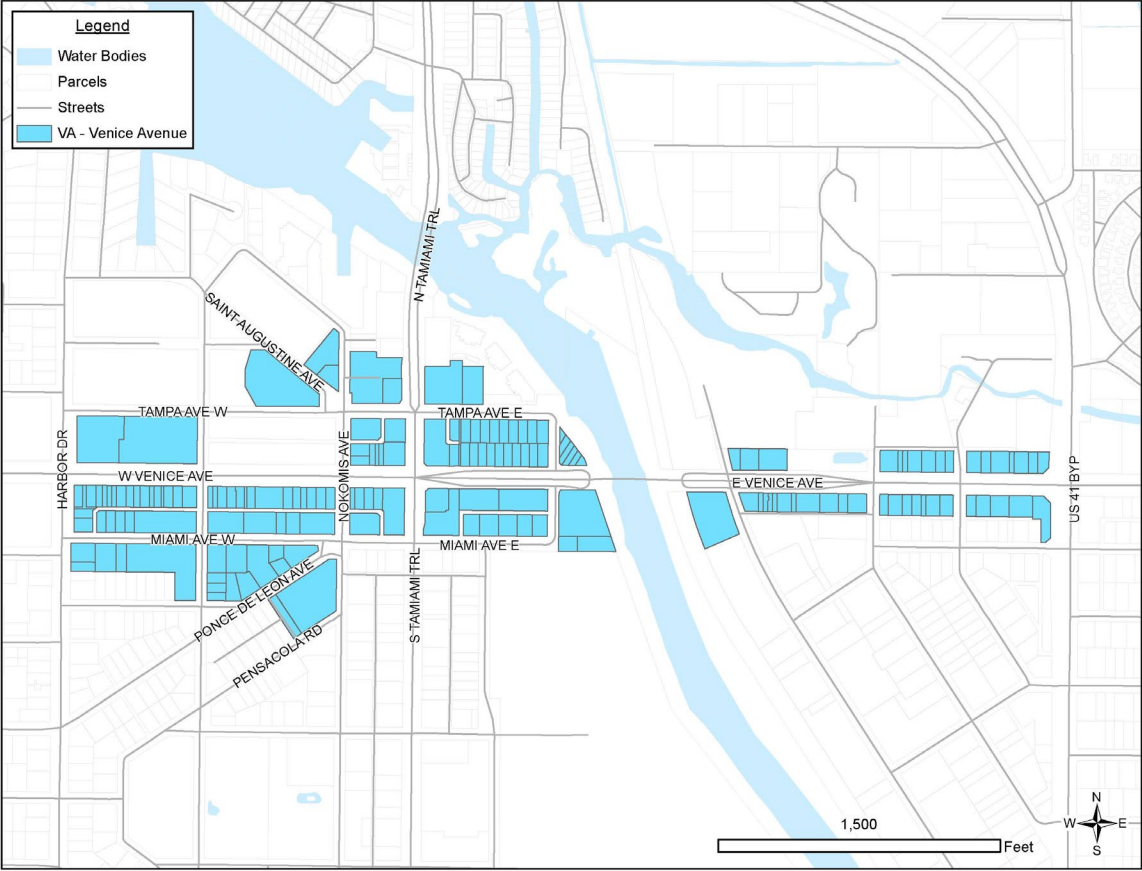 Legend
Water Bodies
Parcels
Streets
VA - Venice Avenue
N TAMIAMI TRL
SAINT AUGUSTINE AVE
TAMPA AVE W
TAMPA AVE E
HARBOR DR
NOKOMIS AVE
W VENICE AVE
E VENICE AVE
US 41 BYP
MIAMI AVE W
MIAMI AVE E
PONCE DE LEON AVE
S TAMIAMI TRL
PENSACOLA RD
1,500
Feet
N
W
E
S